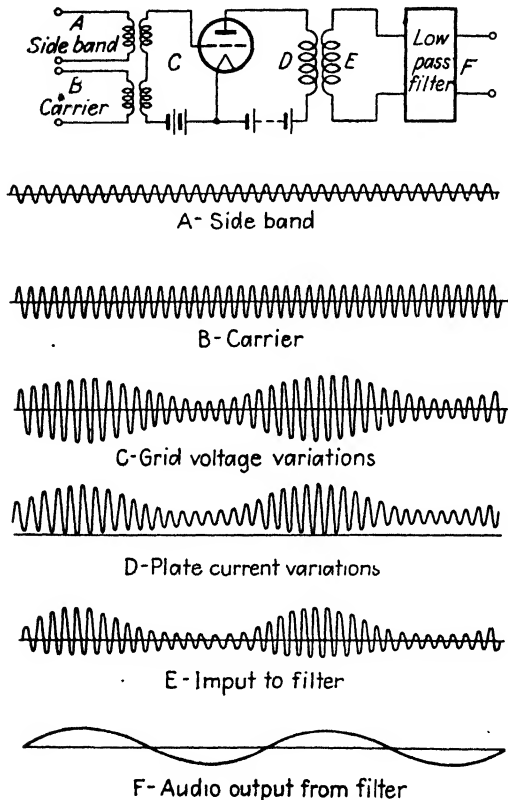 A
Side band
B
Carrier
C
D
E
Low
pass
filter
F
A- Side band
B-Carrier
C-Grid voltage variations
D-Plate current variations
E-Imput to filter
F-Audio output from filter